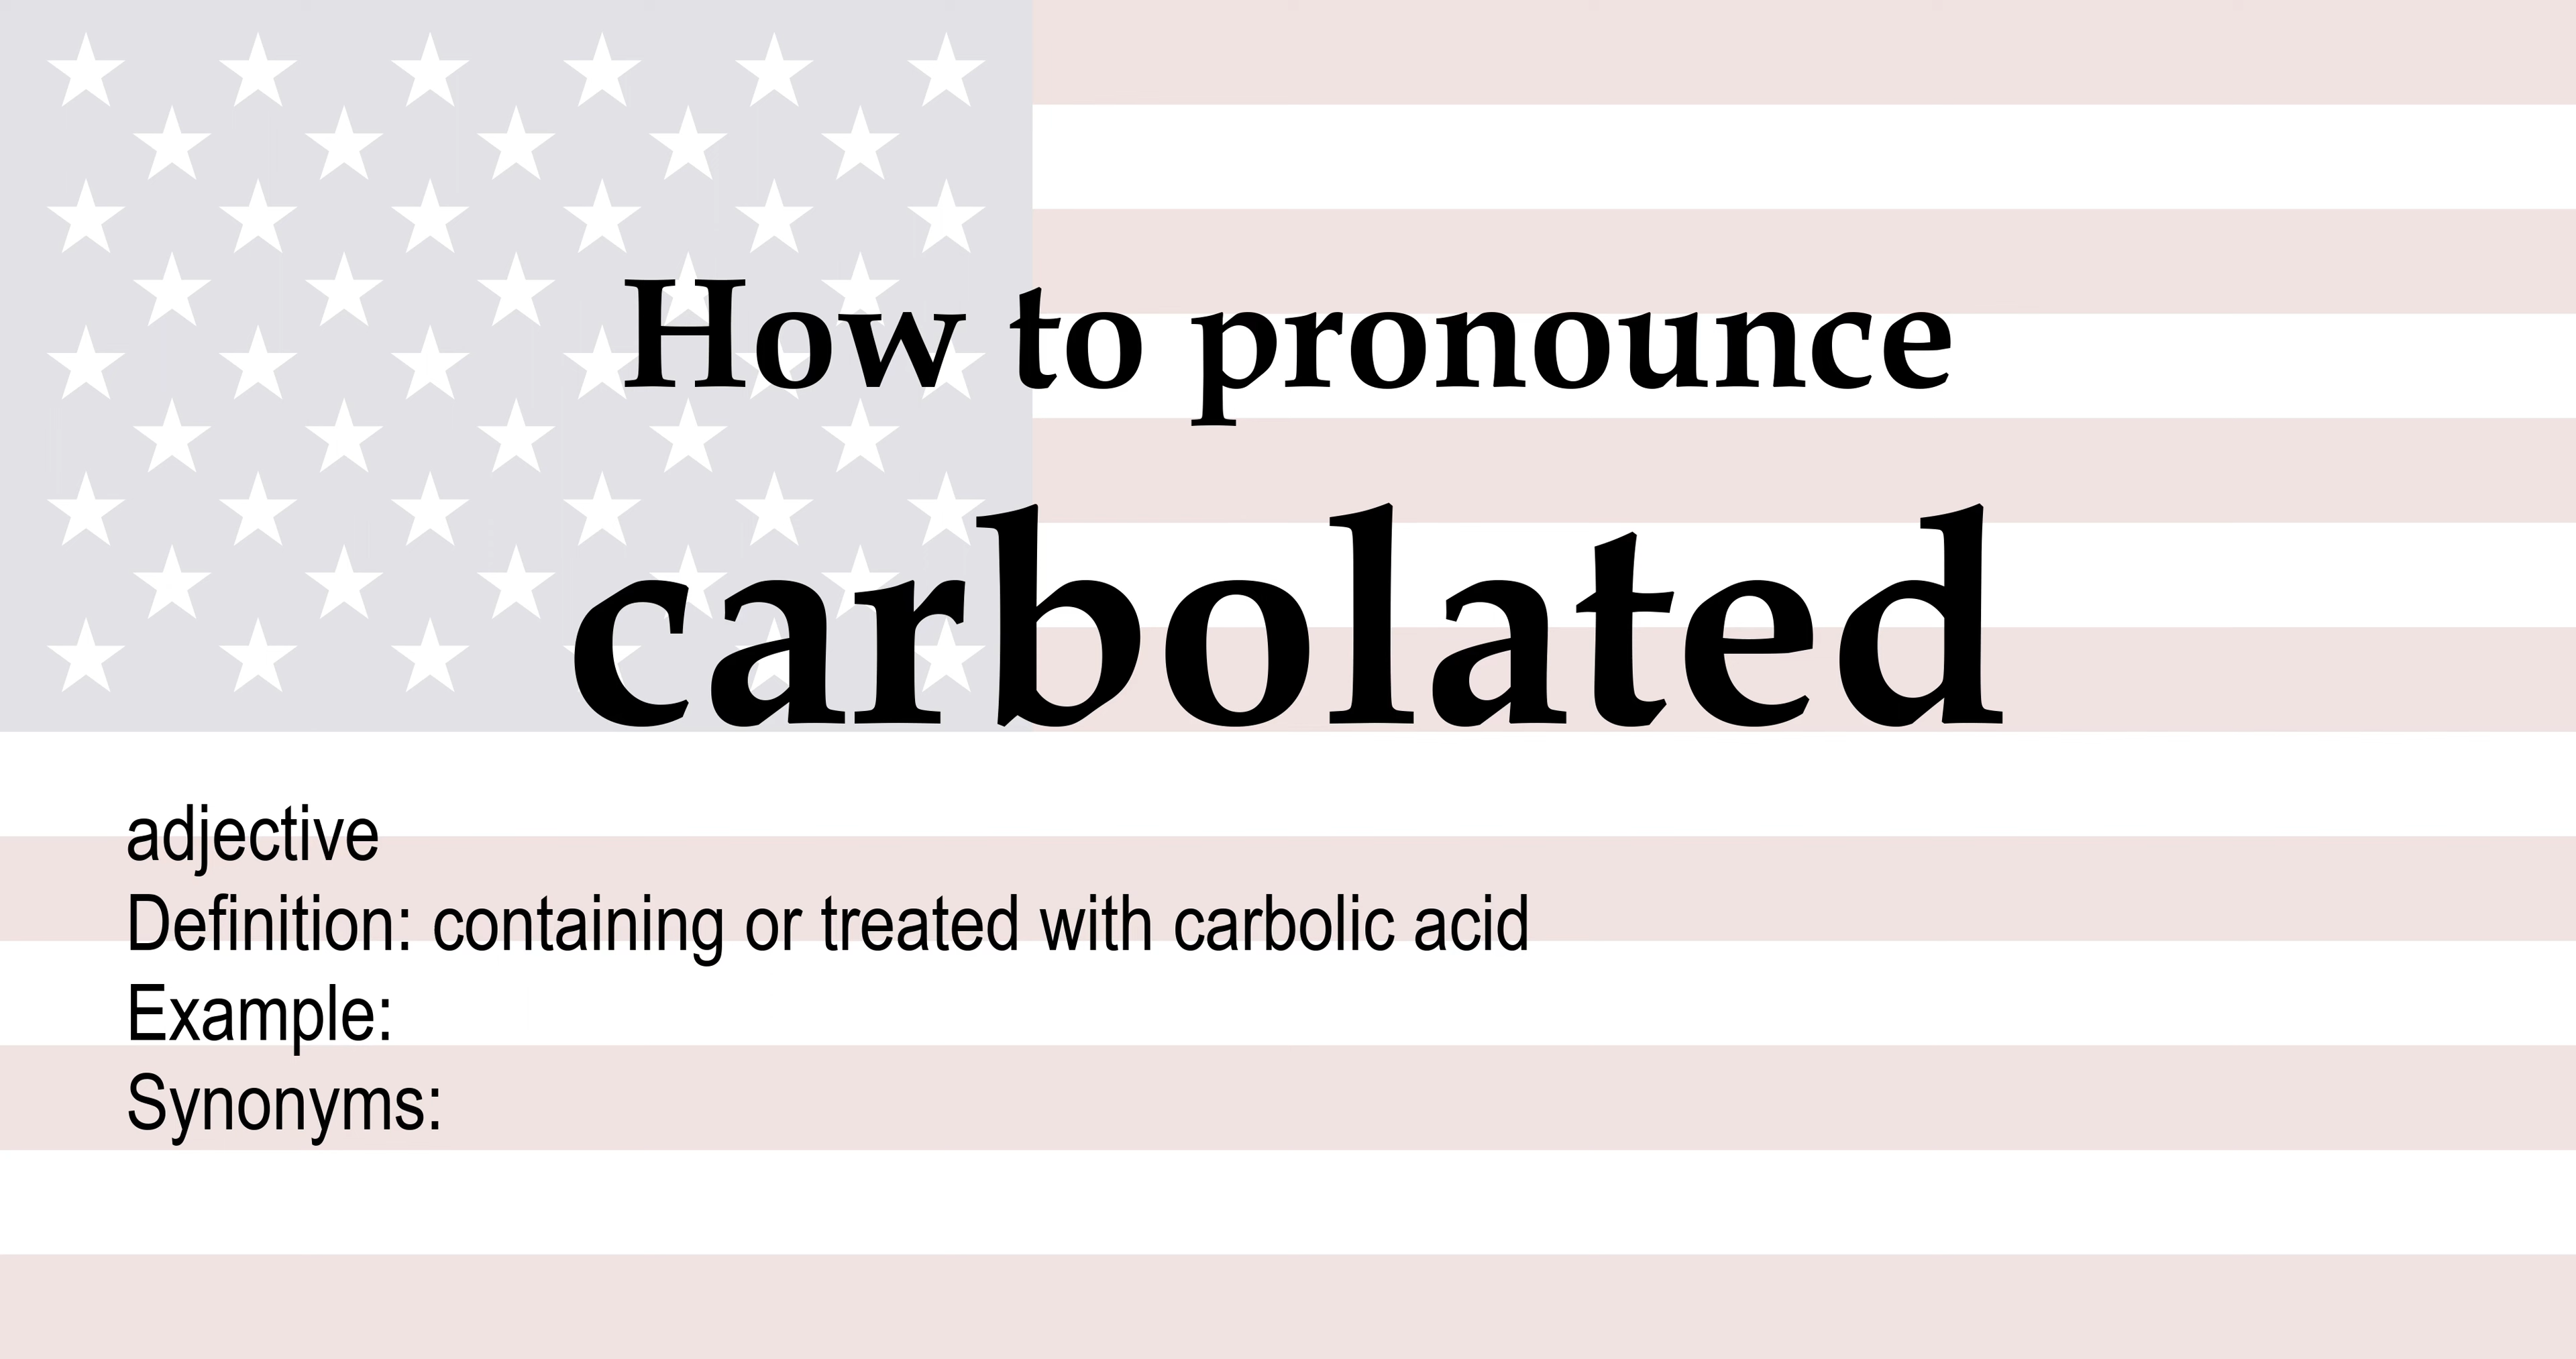 How to pronounce
carbolated
adjective
Definition: containing or treated with carbolic acid
Example:
Synonyms: